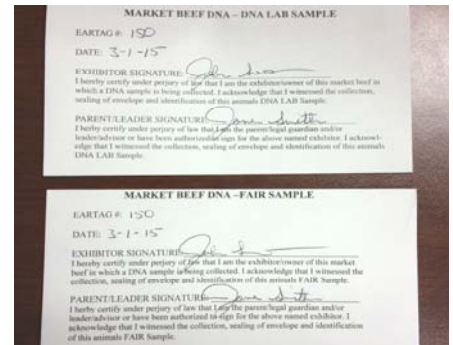 MARKET BEEF DNA – DNA LAB SAMPLE
EARTAG #: 150
DATE: 3-1-15
EXHIBITOR SIGNATURE:
I hereby certify under perjury of law that I am the exhibitor/owner of this market beef in
which a DNA sample is being collected. I acknowledge that I witnessed the collection,
sealing of envelope and identification of this animals DNA LAB Sample.
PARENT/LEADER SIGNATURE: Jane Smith
I herby certify under perjury of law that I am the parent/legal guardian and/or
leader/advisor or have been authorized to sign for the above named exhibitor. I acknowl-
edge that I witnessed the collection, sealing of envelope and identification of this animals
DNA LAB Sample.
MARKET BEEF DNA –FAIR SAMPLE
EARTAG #: 150
DATE: 3-1-15
EXHIBITOR SIGNATURE:
I hereby certify under perjury of law that I am the exhibitor/owner of this market
beef in which a DNA sample is being collected. I acknowledge that I witnessed the
collection, sealing of envelope and identification of this animals FAIR Sample.
PARENT/LEADER SIGNATURE: Jane Smith
I herby certify under perjury of law that I am the parent/legal guardian and/or
leader/advisor or have been authorized to sign for the above named exhibitor. I
acknowledge that I witnessed the collection, sealing of envelope and identification
of this animals FAIR Sample.